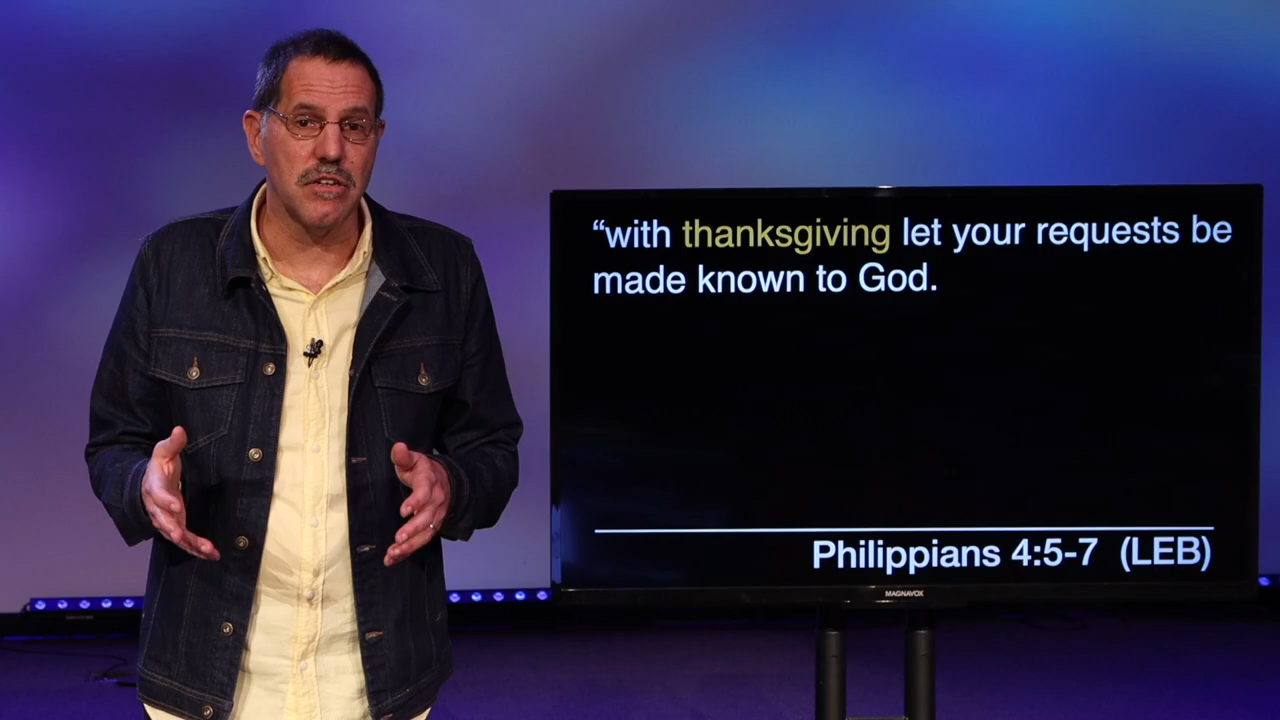 “with thanksgiving let your requests be
made known to God.
Philippians 4:5-7 (LEB)
MAGNAVOX